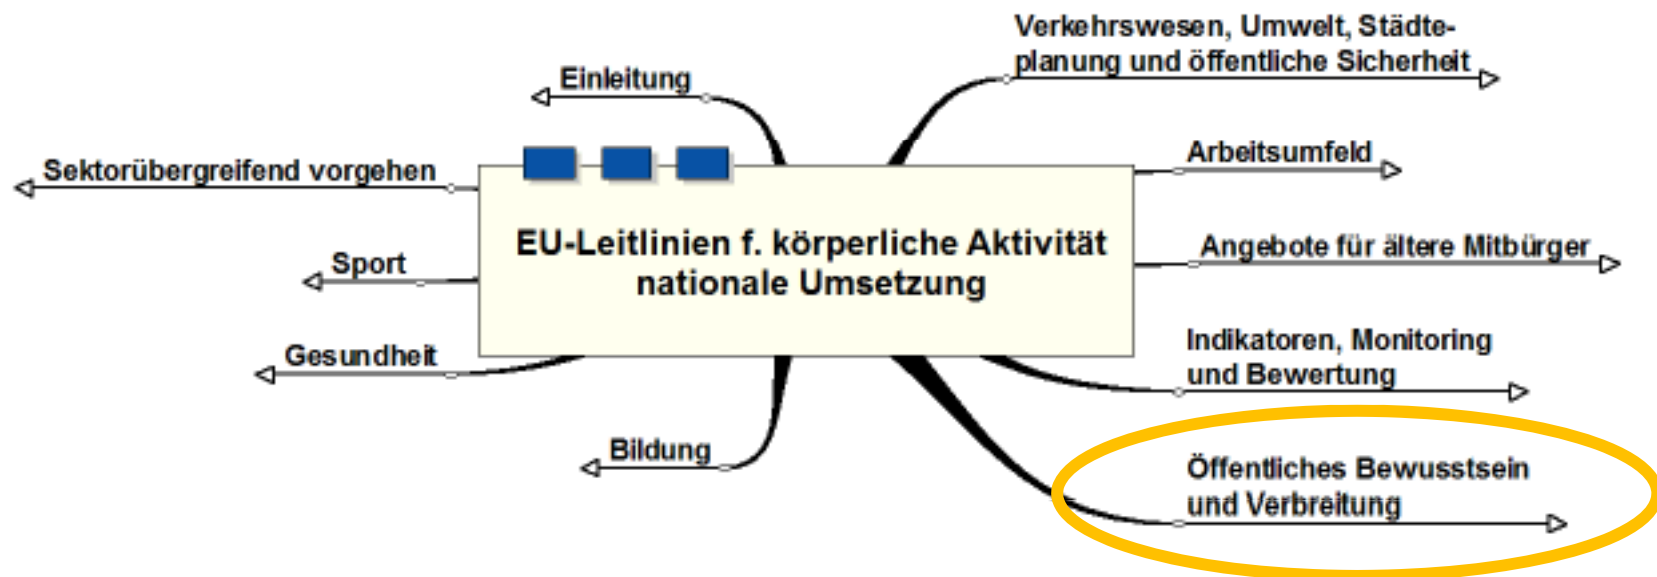 Verkehrswesen, Umwelt, Städte-
planung und öffentliche Sicherheit
Einleitung
Arbeitsumfeld
Sektorübergreifend vorgehen
EU-Leitlinien f. körperliche Aktivität
nationale Umsetzung
Angebote für ältere Mitbürger
Sport
Indikatoren, Monitoring
und Bewertung
Gesundheit
Bildung
Öffentliches Bewusstsein
und Verbreitung